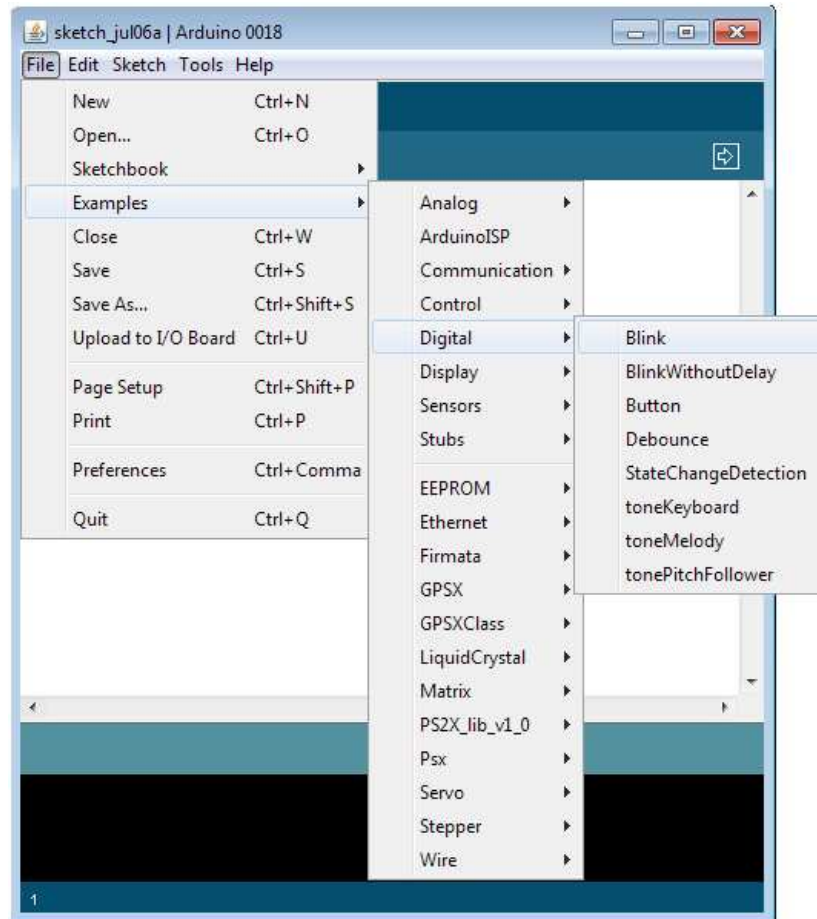 sketch_jul06a | Arduino 0018
File Edit Sketch Tools Help
New Ctrl+N
Open... Ctrl+O
Sketchbook
Examples
Close Ctrl+W
Save Ctrl+S
Save As... Ctrl+Shift+S
Upload to I/O Board Ctrl+U
Page Setup Ctrl+Shift+P
Print Ctrl+P
Preferences Ctrl+Comma
Quit Ctrl+Q
Analog
ArduinoISP
Communication
Control
Digital
Display
Sensors
Stubs
EEPROM
Ethernet
Firmata
GPSX
GPSXClass
LiquidCrystal
Matrix
PS2X_lib_v1_0
Psx
Servo
Stepper
Wire
Blink
BlinkWithoutDelay
Button
Debounce
StateChangeDetection
toneKeyboard
toneMelody
tonePitchFollower
1